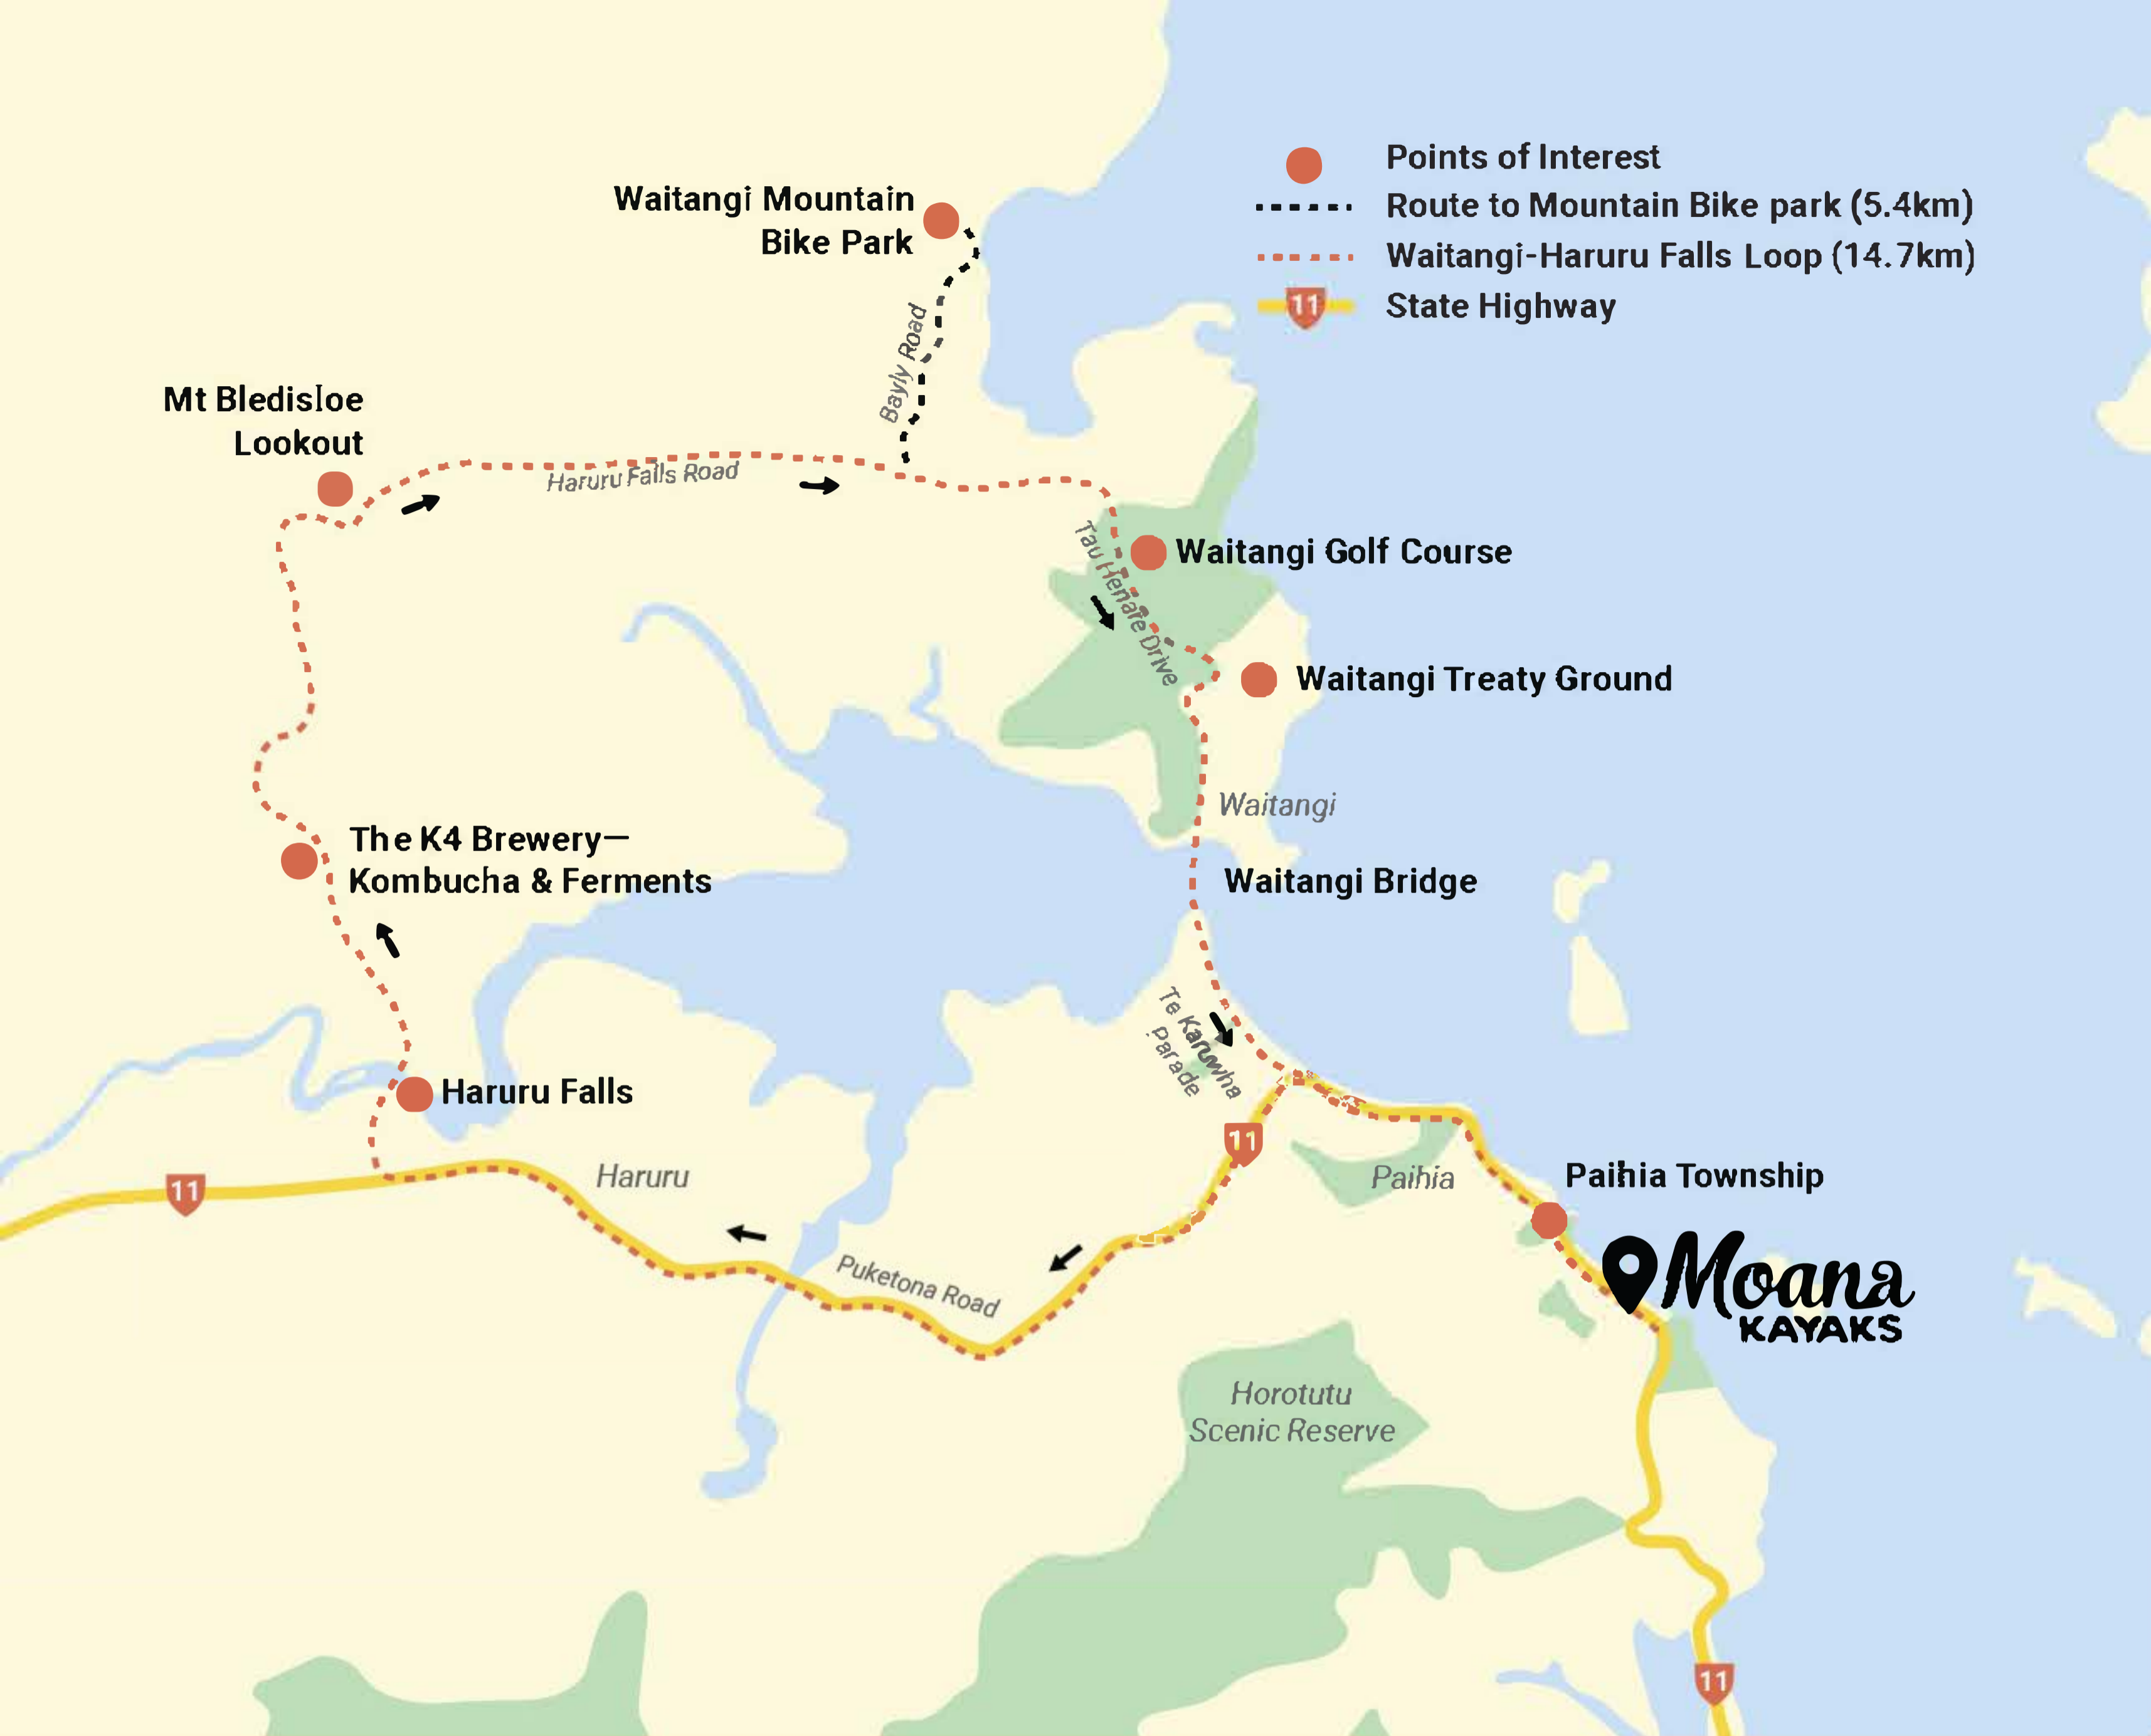 Points of Interest
Route to Mountain Bike park (5.4km)
Waitangi-Haruru Falls Loop (14.7km)
11
State Highway
Waitangi Mountain
Bike Park
Bayly Road
Mt Bledisloe
Lookout
Haruru Falls Road
Waitangi Golf Course
Tau Henare Drive
Waitangi Treaty Ground
Waitangi
The K4 Brewery—
Kombucha & Ferments
Waitangi Bridge
Te Karuwha
Parade
Haruru Falls
11
Haruru
11
Paihia
Paihia Township
Puketona Road
Moana
KAYAKS
Horotutu
Scenic Reserve
11